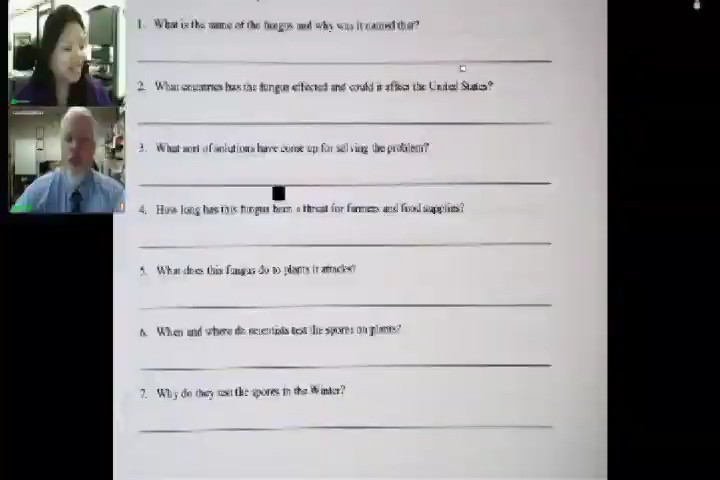 1. What is the name of the fungus and why was it named that?
2. What countries has the fungus effected and could it affect the United States?
3. What sort of solutions have come up for solving the problem?
4. How long has this fungus been a threat for farmers and food supplies?
5. What does this fungus do to plants it attacks?
6. When and where do scientists test the spores on plants?
7. Why do they test the spores in the Winter?